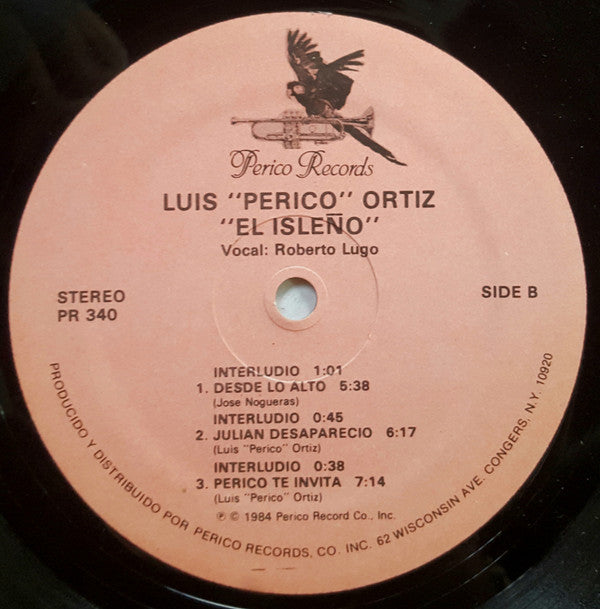 Perico Records
LUIS "PERICO" ORTIZ
"EL ISLEÑO"
Vocal: Roberto Lugo
STEREO
PR 340
SIDE B
INTERLUDIO 1:01
1. DESDE LO ALTO 5:38
(Jose Nogueras)
INTERLUDIO 0:45
2. JULIAN DESAPARECIO 6:17
(Luis "Perico" Ortiz)
INTERLUDIO 0:38
3. PERICO TE INVITA 7:14
(Luis "Perico" Ortiz)
℗ © 1984 Perico Record Co., Inc.
PRODUCIDO Y DISTRIBUIDO POR PERICO RECORDS, CO. INC. 62 WISCONSIN AVE. CONGERS, N.Y. 10920